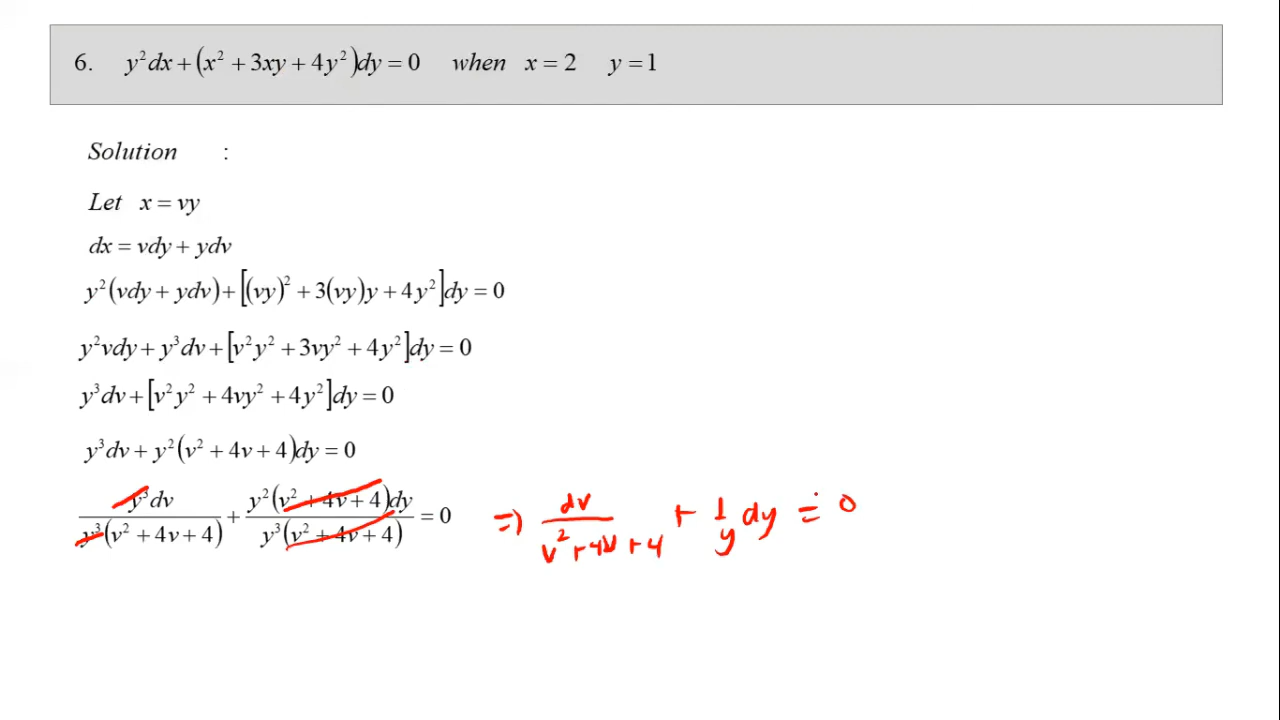 6. y²dx + (x² + 3xy + 4y²)dy = 0 when x = 2 y = 1
Solution :
Let x = vy
dx = vdy + ydv
y²(vdy + ydv) + [(vy)² + 3(vy)y + 4y²]dy = 0
y²vdy + y³dv + [v²y² + 3vy² + 4y²]dy = 0
y³dv + [v²y² + 4vy² + 4y²]dy = 0
y³dv + y²(v² + 4v + 4)dy = 0
y³dv / y³(v² + 4v + 4) + y²(v² + 4v + 4)dy / y³(v² + 4v + 4) = 0 ⇒ dv / v² + 4v + 4 + 1/y dy = 0